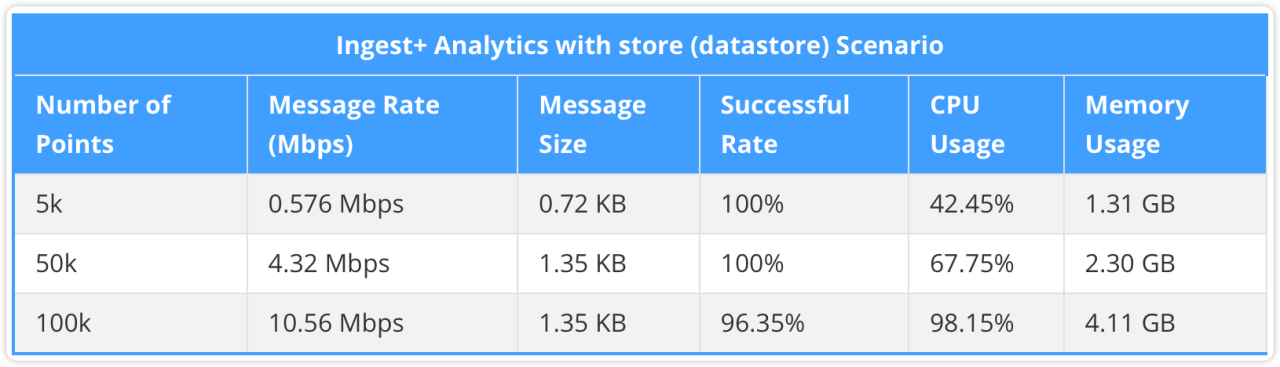 Ingest+ Analytics with store (datastore) Scenario
Number of Points Message Rate (Mbps) Message Size Successful Rate CPU Usage Memory Usage
5k 0.576 Mbps 0.72 KB 100% 42.45% 1.31 GB
50k 4.32 Mbps 1.35 KB 100% 67.75% 2.30 GB
100k 10.56 Mbps 1.35 KB 96.35% 98.15% 4.11 GB